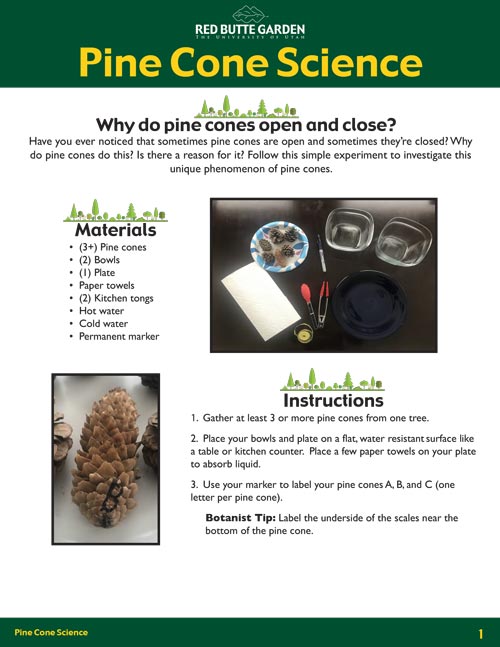 RED BUTTE GARDEN
THE UNIVERSITY OF UTAH
Pine Cone Science
Why do pine cones open and close?
Have you ever noticed that sometimes pine cones are open and sometimes they're closed? Why
do pine cones do this? Is there a reason for it? Follow this simple experiment to investigate this
unique phenomenon of pine cones.
Materials
• (3+) Pine cones
• (2) Bowls
• (1) Plate
• Paper towels
• (2) Kitchen tongs
• Hot water
• Cold water
• Permanent marker
Instructions
1. Gather at least 3 or more pine cones from one tree.
2. Place your bowls and plate on a flat, water resistant surface like
a table or kitchen counter. Place a few paper towels on your plate
to absorb liquid.
3. Use your marker to label your pine cones A, B, and C (one
letter per pine cone).
Botanist Tip: Label the underside of the scales near the
bottom of the pine cone.
Pine Cone Science
1